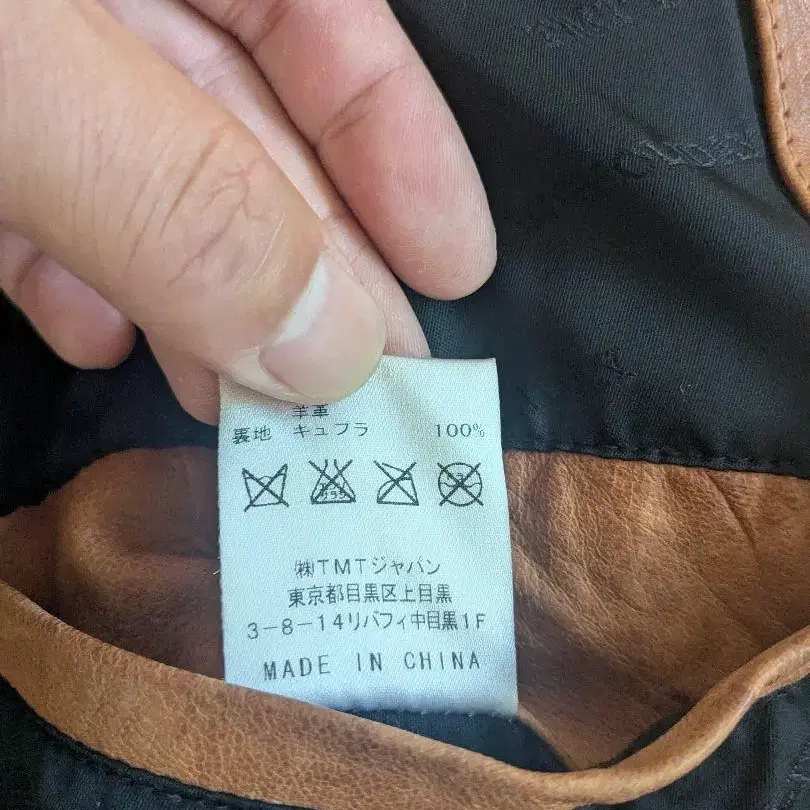 羊革
裏地 キュプラ 100%
㈱TMTジャパン
東京都目黒区上目黒
3-8-14リバフィ中目黒1F
MADE IN CHINA